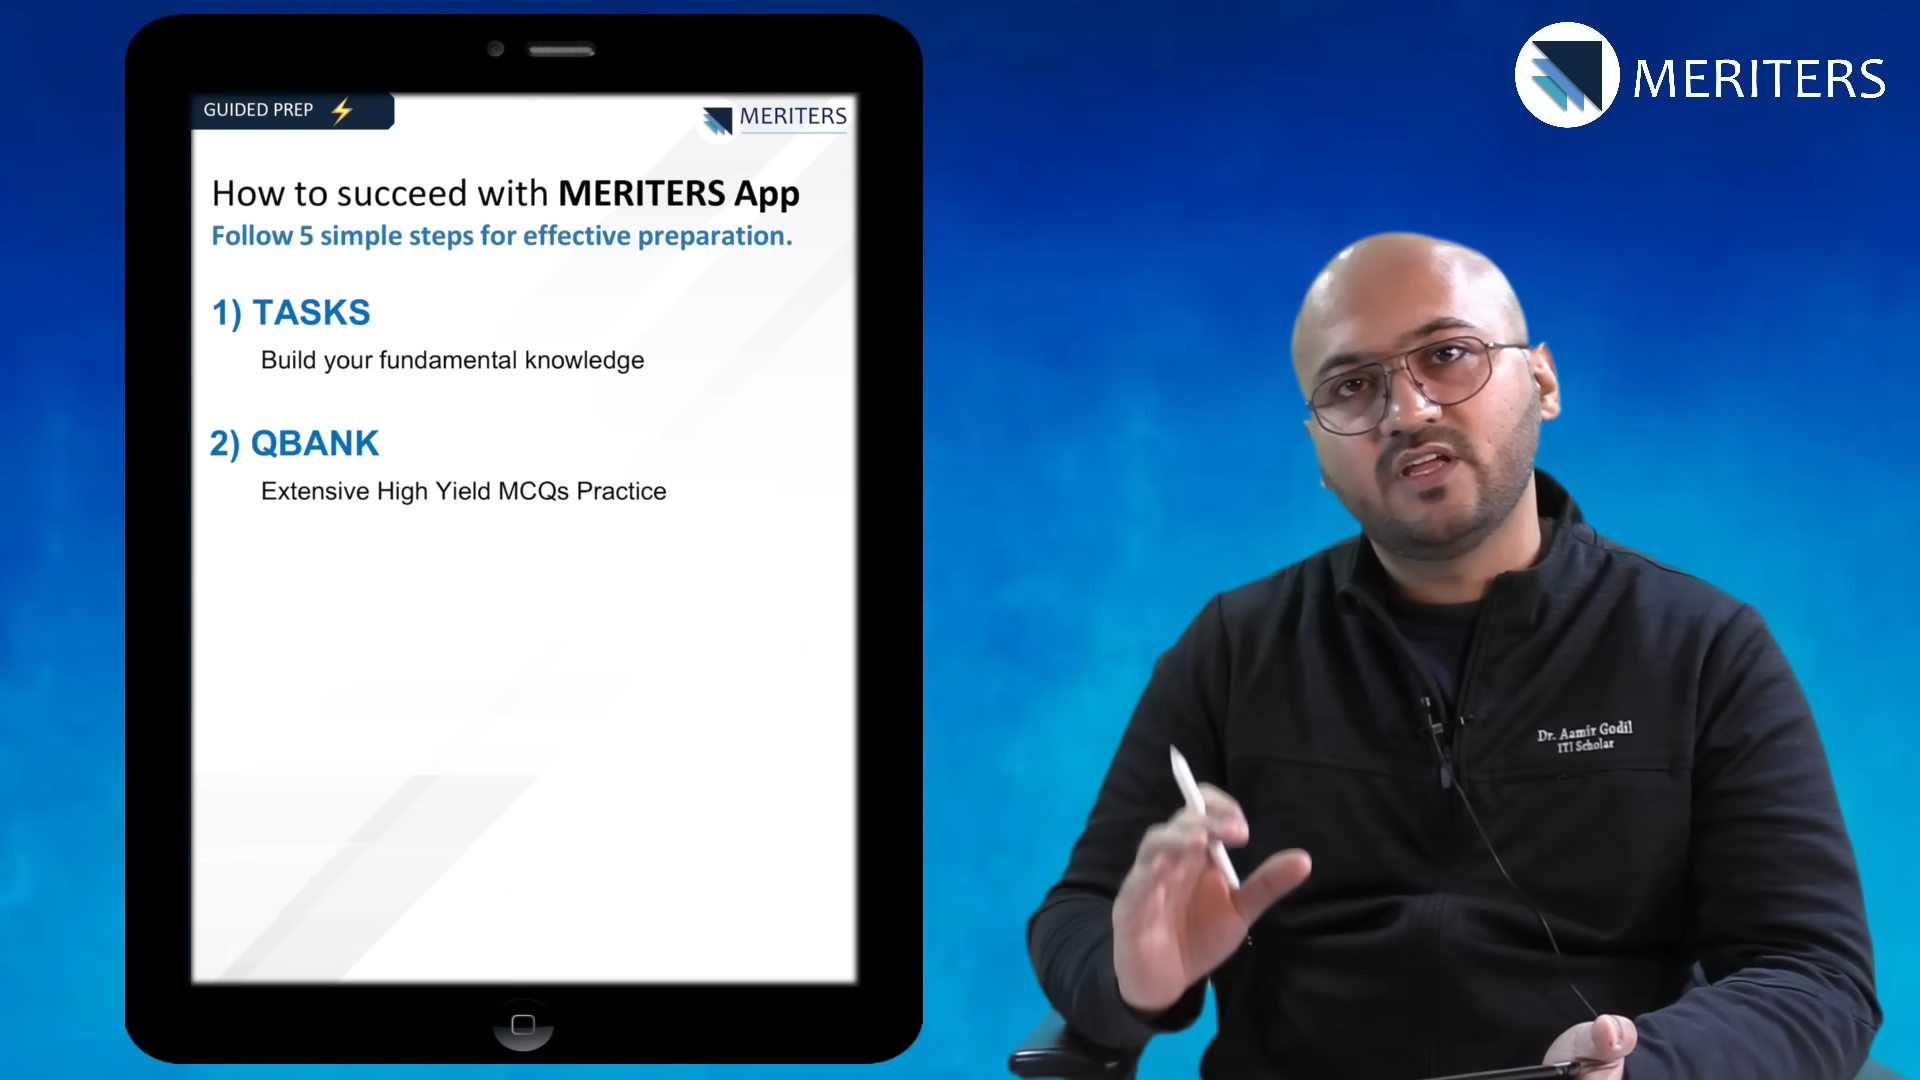 GUIDED PREP
MERITERS
How to succeed with MERITERS App
Follow 5 simple steps for effective preparation.
1) TASKS
Build your fundamental knowledge
2) QBANK
Extensive High Yield MCQs Practice
MERITERS
Dr. Aamir Godil
ITI Scholar